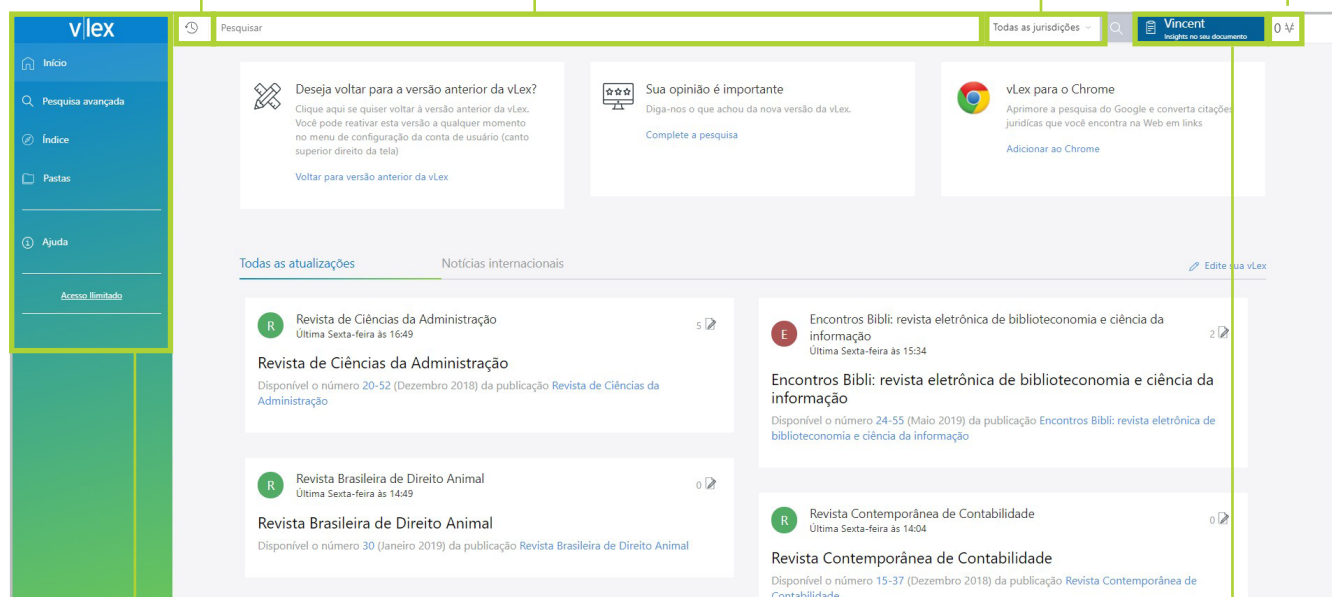 v|lex
Pesquisar
Todas as jurisdições
Vincent
Insights no seu documento
0
Início
Pesquisa avançada
Índice
Pastas
Ajuda
Acesso Ilimitado
Deseja voltar para a versão anterior da vLex?
Clique aqui se quiser voltar à versão anterior da vLex.
Você pode reativar esta versão a qualquer momento
no menu de configuração da conta de usuário (canto
superior direito da tela)
Voltar para versão anterior da vLex
Sua opinião é importante
Diga-nos o que achou da nova versão da vLex.
Complete a pesquisa
vLex para o Chrome
Aprimore a pesquisa do Google e converta citações
jurídicas que você encontra na Web em links
Adicionar ao Chrome
Todas as atualizações
Notícias internacionais
Edite sua vLex
R
Revista de Ciências da Administração
Última Sexta-feira às 16:49
5
Revista de Ciências da Administração
Disponível o número 20-52 (Dezembro 2018) da publicação Revista de Ciências da
Administração
E
Encontros Bibli: revista eletrônica de biblioteconomia e ciência da
informação
Última Sexta-feira às 15:34
2
Encontros Bibli: revista eletrônica de biblioteconomia e ciência da
informação
Disponível o número 24-55 (Maio 2019) da publicação Encontros Bibli: revista eletrônica de
biblioteconomia e ciência da informação
R
Revista Brasileira de Direito Animal
Última Sexta-feira às 14:49
0
Revista Brasileira de Direito Animal
Disponível o número 30 (Janeiro 2019) da publicação Revista Brasileira de Direito Animal
R
Revista Contemporânea de Contabilidade
Última Sexta-feira às 14:04
0
Revista Contemporânea de Contabilidade
Disponível o número 15-37 (Dezembro 2018) da publicação Revista Contemporânea de
Contabilidade